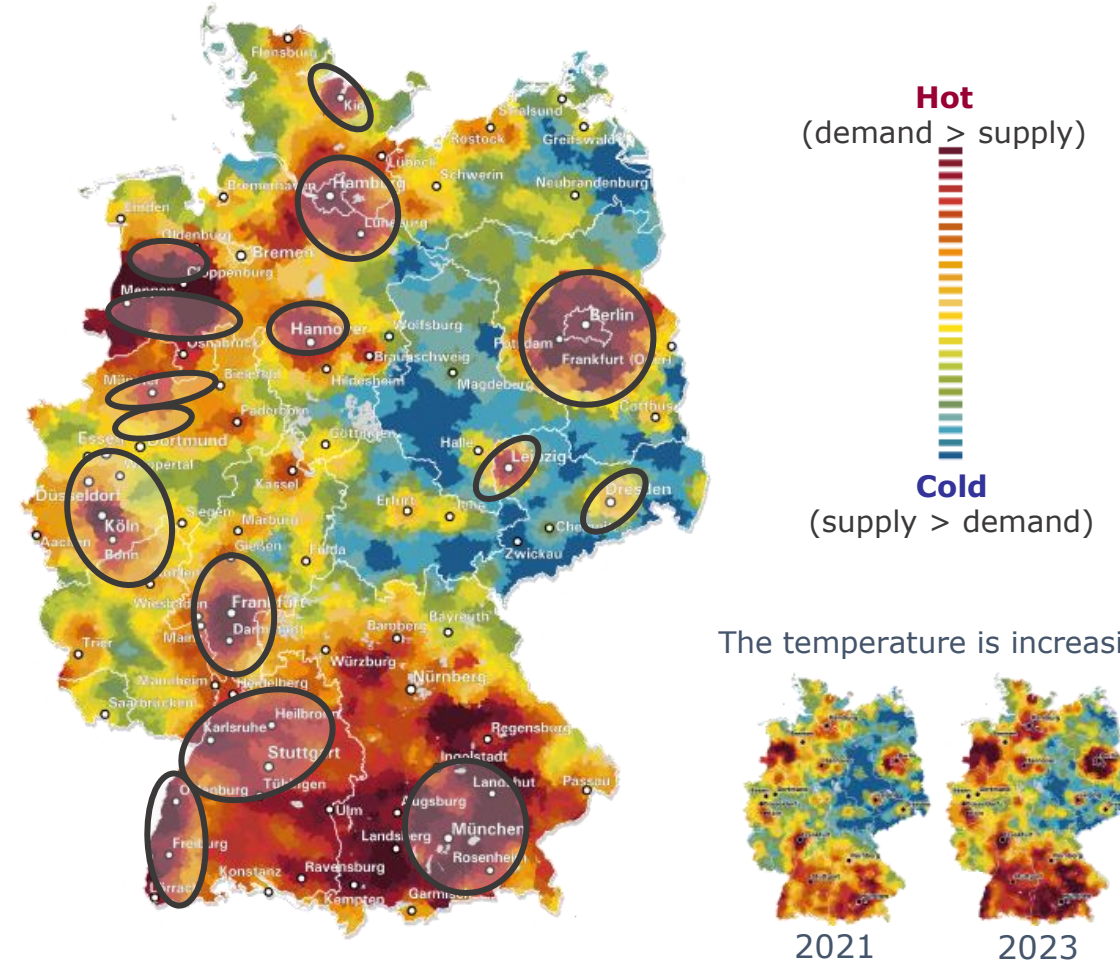 Flensburg
Kiel
Stralsund
Rostock
Greifswald
Lübeck
Schwerin
Bremerhaven
Hamburg
Neubrandenburg
Emden
Lüneburg
Oldenburg
Bremen
Cloppenburg
Meppen
Berlin
Hannover
Wolfsburg
Potsdam
Osnabrück
Braunschweig
Frankfurt (Oder)
Münster
Bielefeld
Hildesheim
Magdeburg
Paderborn
Cottbus
Essen
Dortmund
Göttingen
Halle
Leipzig
Wuppertal
Kassel
Düsseldorf
Dresden
Erfurt
Jena
Köln
Siegen
Marburg
Chemnitz
Aachen
Bonn
Gießen
Fulda
Zwickau
Koblenz
Wiesbaden
Frankfurt
Bayreuth
Mainz
Darmstadt
Bamberg
Trier
Würzburg
Mannheim
Heidelberg
Nürnberg
Saarbrücken
Heilbronn
Karlsruhe
Regensburg
Stuttgart
Ingolstadt
Offenburg
Tübingen
Landshut
Passau
Ulm
Augsburg
München
Freiburg
Landsberg
Rosenheim
Konstanz
Ravensburg
Lörrach
Kempten
Garmisch
Hot
(demand > supply)
Cold
(supply > demand)
The temperature is increasi
2021
2023